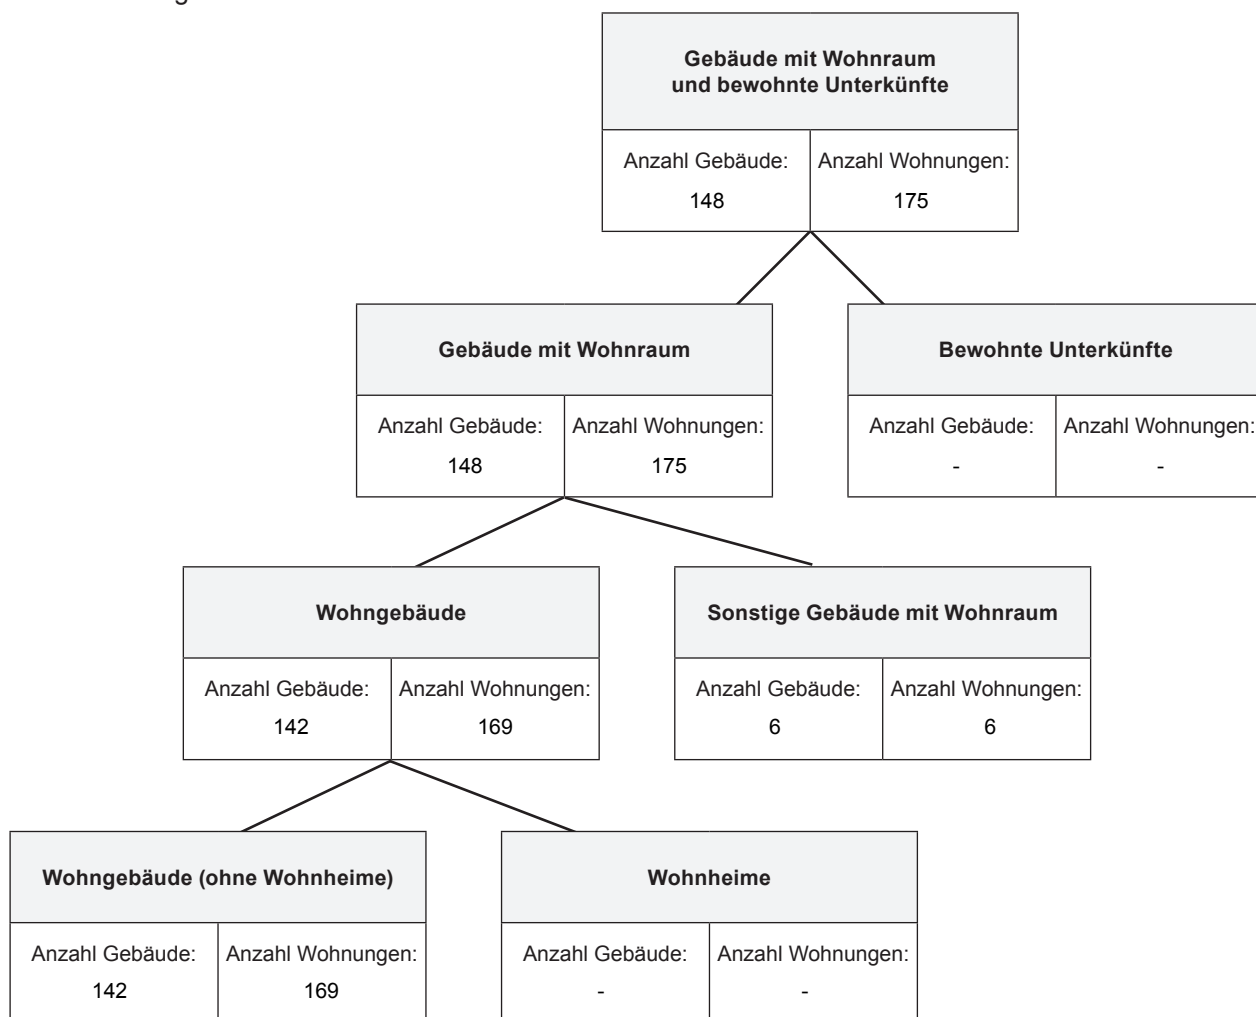 Gebäude mit Wohnraum
und bewohnte Unterkünfte
Anzahl Gebäude: Anzahl Wohnungen:
148 175
Gebäude mit Wohnraum
Anzahl Gebäude: Anzahl Wohnungen:
148 175
Bewohnte Unterkünfte
Anzahl Gebäude: Anzahl Wohnungen:
- -
Wohngebäude
Anzahl Gebäude: Anzahl Wohnungen:
142 169
Sonstige Gebäude mit Wohnraum
Anzahl Gebäude: Anzahl Wohnungen:
6 6
Wohngebäude (ohne Wohnheime)
Anzahl Gebäude: Anzahl Wohnungen:
142 169
Wohnheime
Anzahl Gebäude: Anzahl Wohnungen:
- -